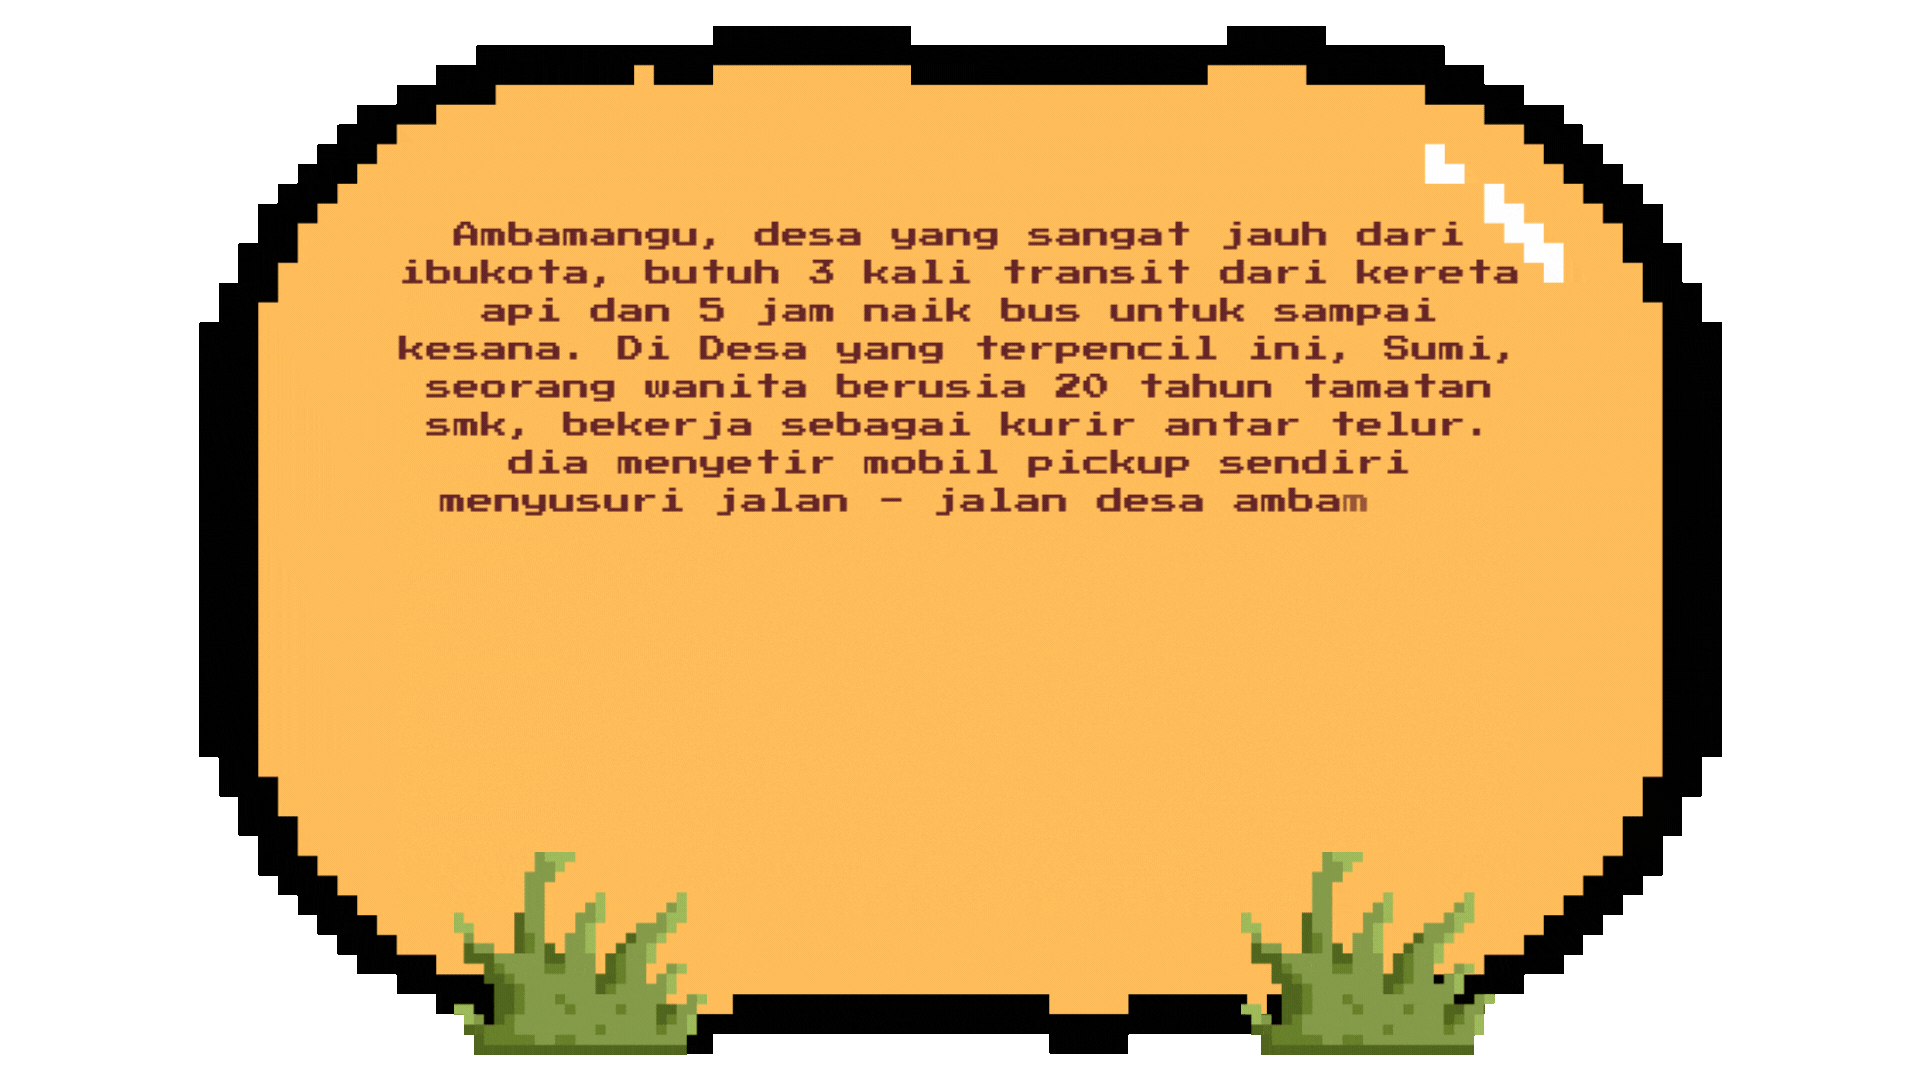 Ambamangu, desa yang sangat jauh dari
ibukota, butuh 3 kali transit dari kereta
api dan 5 jam naik bus untuk sampai
kesana. Di Desa yang terpencil ini, Sumi,
seorang wanita berusia 20 tahun tamatan
smk, bekerja sebagai kurir antar telur.
dia menyetir mobil pickup sendiri
menyusuri jalan - jalan desa ambam